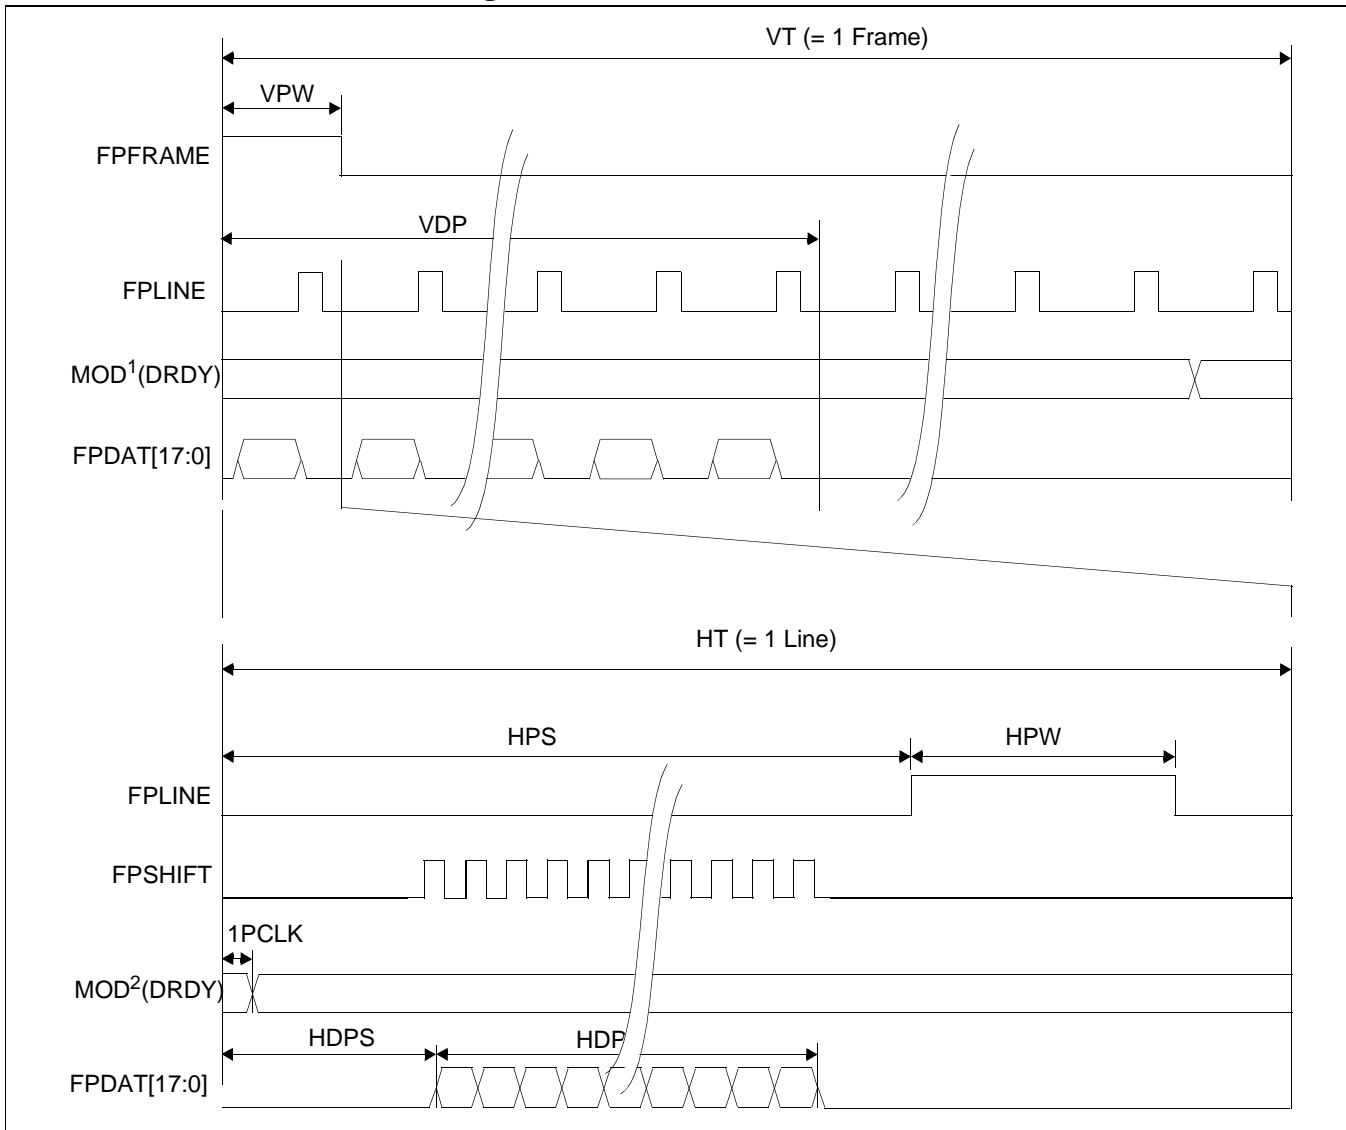 VT (= 1 Frame)
VPW
FPFRAME
VDP
FPLINE
MOD1(DRDY)
FPDAT[17:0]
HT (= 1 Line)
HPS
HPW
FPLINE
FPSHIFT
1PCLK
MOD2(DRDY)
HDPS
HDP
FPDAT[17:0]